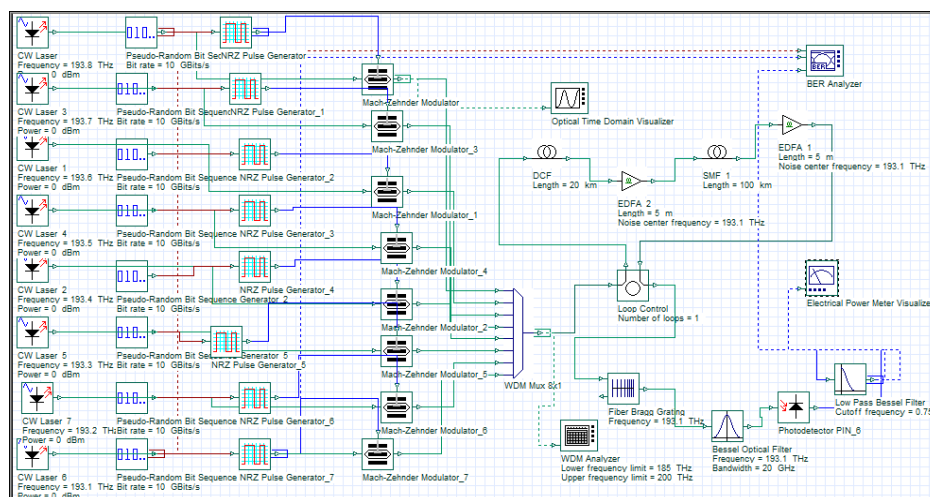 CW Laser
Frequency = 193.8 THz
= 0 dBm
Pseudo-Random Bit Sec
NRZ Pulse Generator
Bit rate = 10 GBits/s
CW Laser 3
Frequency = 193.7 THz
Power = 0 dBm
Pseudo-Random Bit Sequence
NRZ Pulse Generator_1
Bit rate = 10 GBits/s
CW Laser 1
Frequency = 193.6 THz
Power = 0 dBm
Pseudo-Random Bit Sequence
NRZ Pulse Generator_2
Bit rate = 10 GBits/s
CW Laser 4
Frequency = 193.5 THz
Power = 0 dBm
Pseudo-Random Bit Sequence
NRZ Pulse Generator_3
Bit rate = 10 GBits/s
CW Laser 2
Frequency = 193.4 THz
Power = 0 dBm
Pseudo-Random Bit Sequence Generator_2
NRZ Pulse Generator_4
Bit rate = 10 GBits/s
CW Laser 5
Frequency = 193.3 THz
Power = 0 dBm
Pseudo-Random Bit Sequence Generator_5
NRZ Pulse Generator_5
Bit rate = 10 GBits/s
CW Laser 7
Frequency = 193.2 THz
Power = 0 dBm
Pseudo-Random Bit Sequence
NRZ Pulse Generator_6
Bit rate = 10 GBits/s
CW Laser 6
Frequency = 193.1 THz
Power = 0 dBm
Pseudo-Random Bit Sequence
NRZ Pulse Generator_7
Bit rate = 10 GBits/s
Mach-Zehnder Modulator
Mach-Zehnder Modulator_3
Mach-Zehnder Modulator_1
Mach-Zehnder Modulator_4
Mach-Zehnder Modulator_2
Mach-Zehnder Modulator_5
Mach-Zehnder Modulator_6
Mach-Zehnder Modulator_7
WDM Mux 8x1
Optical Time Domain Visualizer
BER
BER Analyzer
DCF
Length = 20 km
EDFA 2
Length = 5 m
Noise center frequency = 193.1 THz
SMF 1
Length = 100 km
EDFA 1
Length = 5 m
Noise center frequency = 193.1 THz
Loop Control
Number of loops = 1
Electrical Power Meter Visualize
Fiber Bragg Grating
Frequency = 193.1 THz
WDM Analyzer
Lower frequency limit = 185 THz
Upper frequency limit = 200 THz
Bessel Optical Filter
Frequency = 193.1 THz
Bandwidth = 20 GHz
Photodetector PIN_6
Low Pass Bessel Filter
Cutoff frequency = 0.75